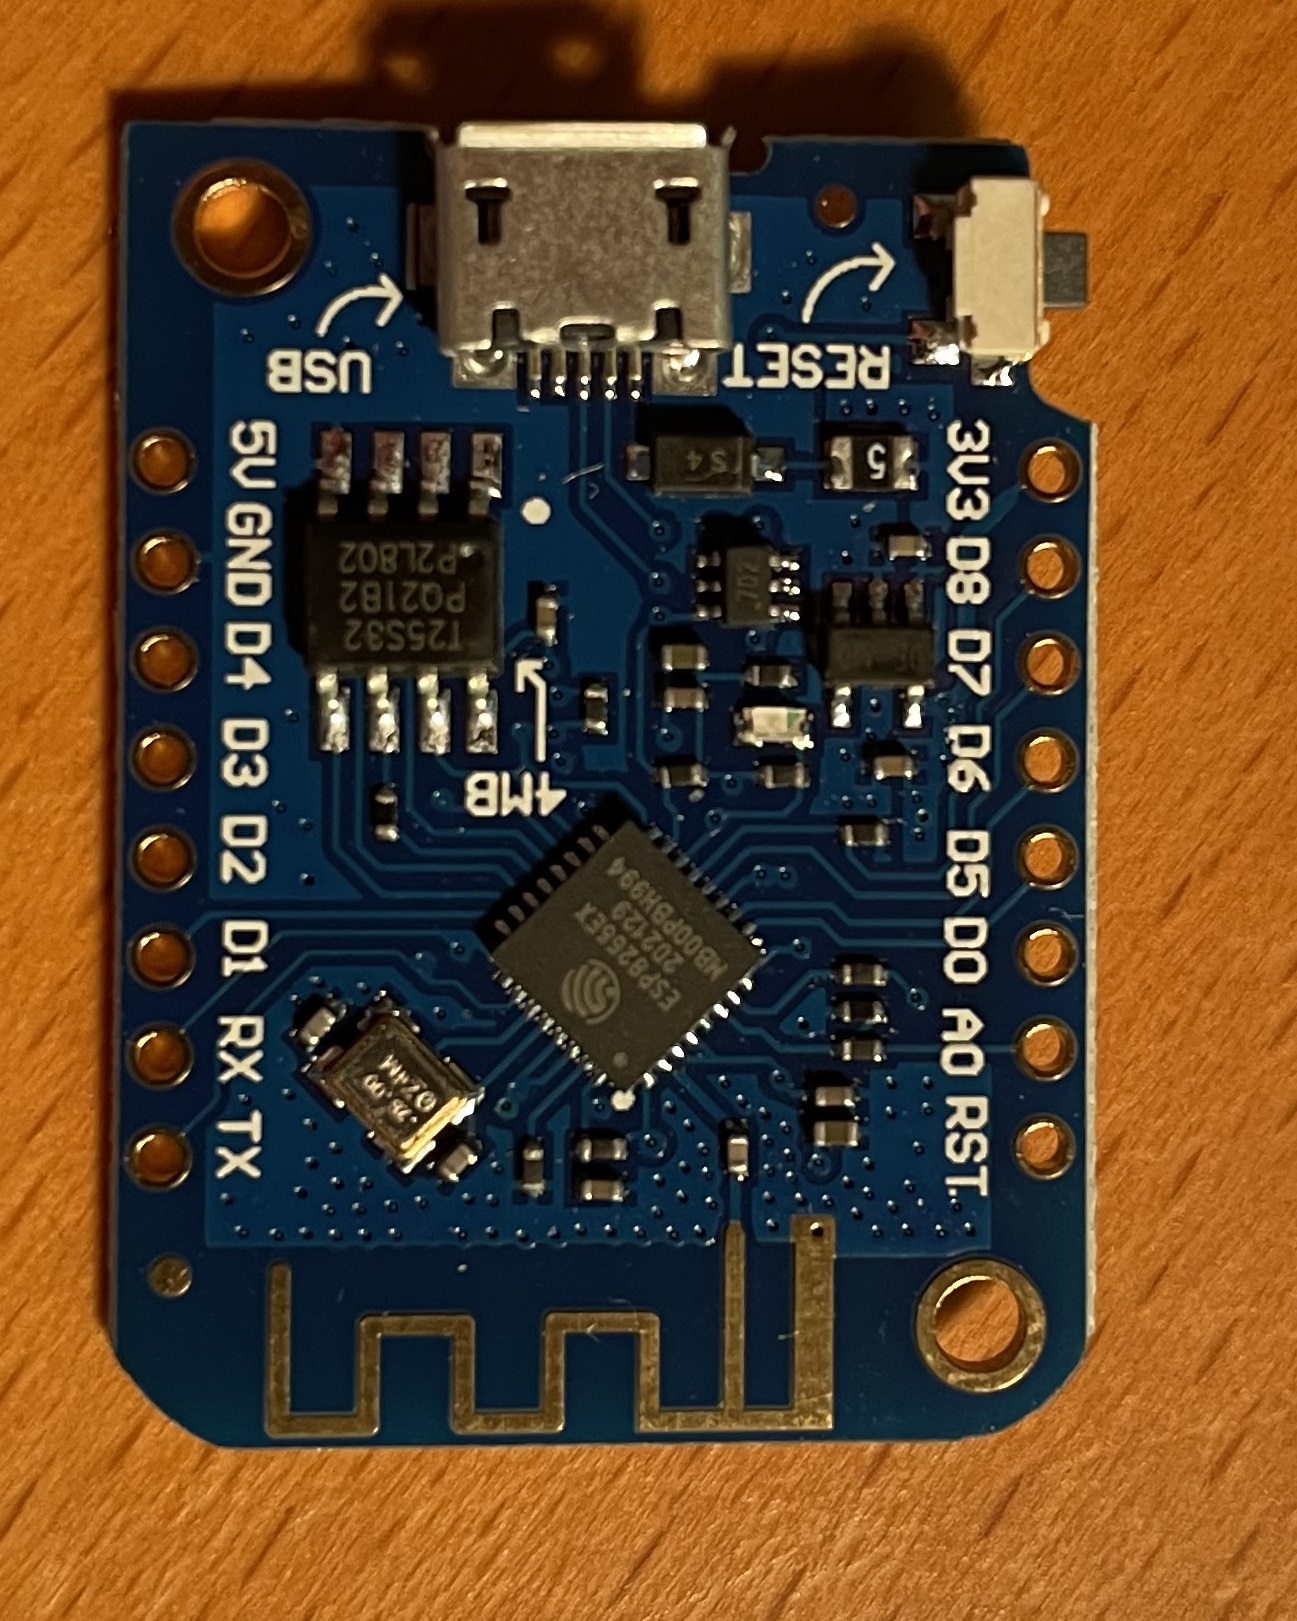 USB
RESET
5V GND D4 D3 D2 D1 RX TX
3V3 D8 D7 D6 D5 D0 A0 RST
T25S32
PQ21B2
P2L802
S4
5
702
4MB
ESP8266EX
202129